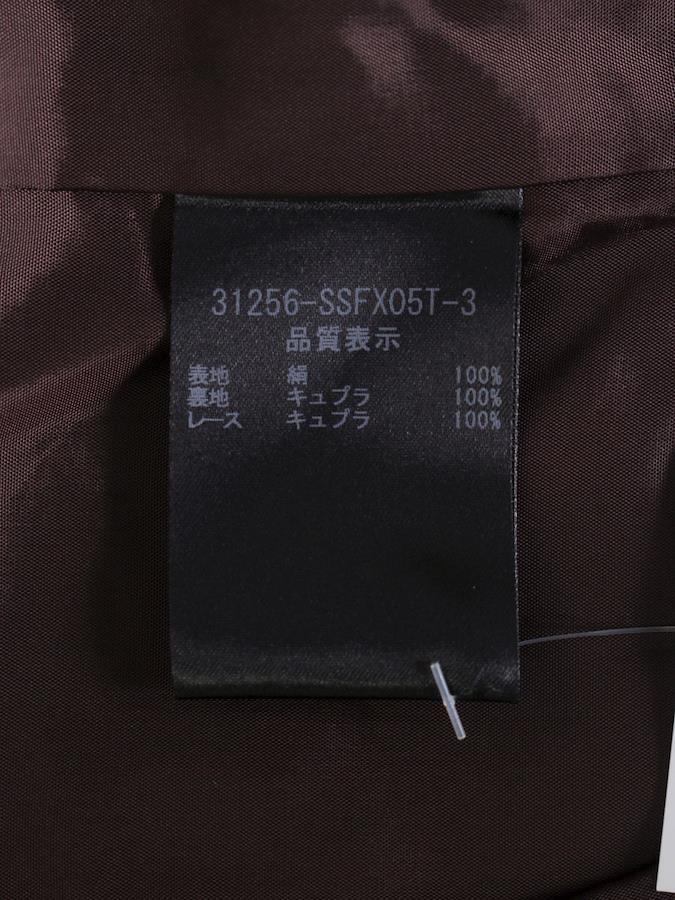 31256-SSFX05T-3
品質表示
表地 絹 100%
裏地 キュプラ 100%
レース キュプラ 100%